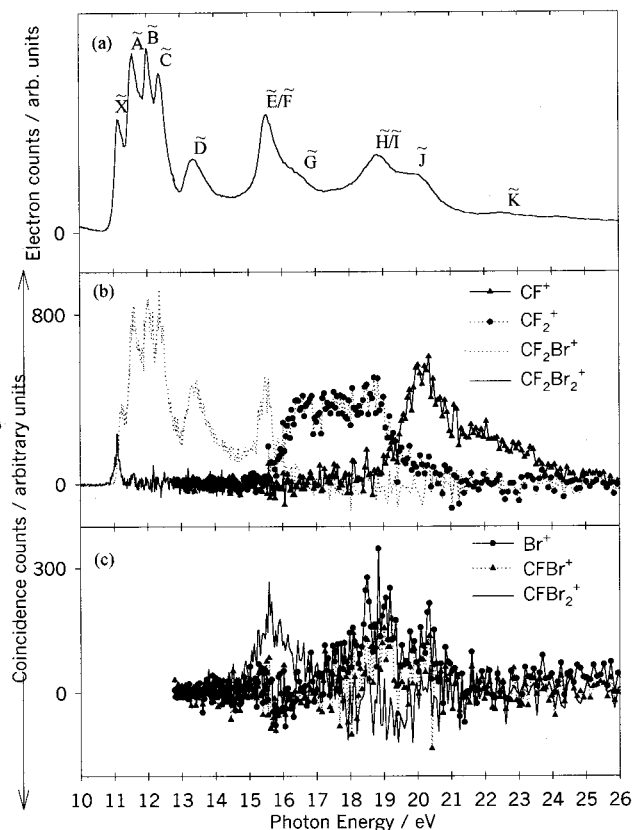 (a)
Electron counts / arb. units
X̃
Ã
B̃
C̃
D̃
Ẽ/F̃
G̃
H̃/Ĩ
J̃
K̃
0
(b)
Coincidence counts / arbitrary units
800
0
CF⁺
CF₂⁺
CF₂Br⁺
CF₂Br₂⁺
(c)
300
0
Br⁺
CFBr⁺
CFBr₂⁺
10 11 12 13 14 15 16 17 18 19 20 21 22 23 24 25 26
Photon Energy / eV